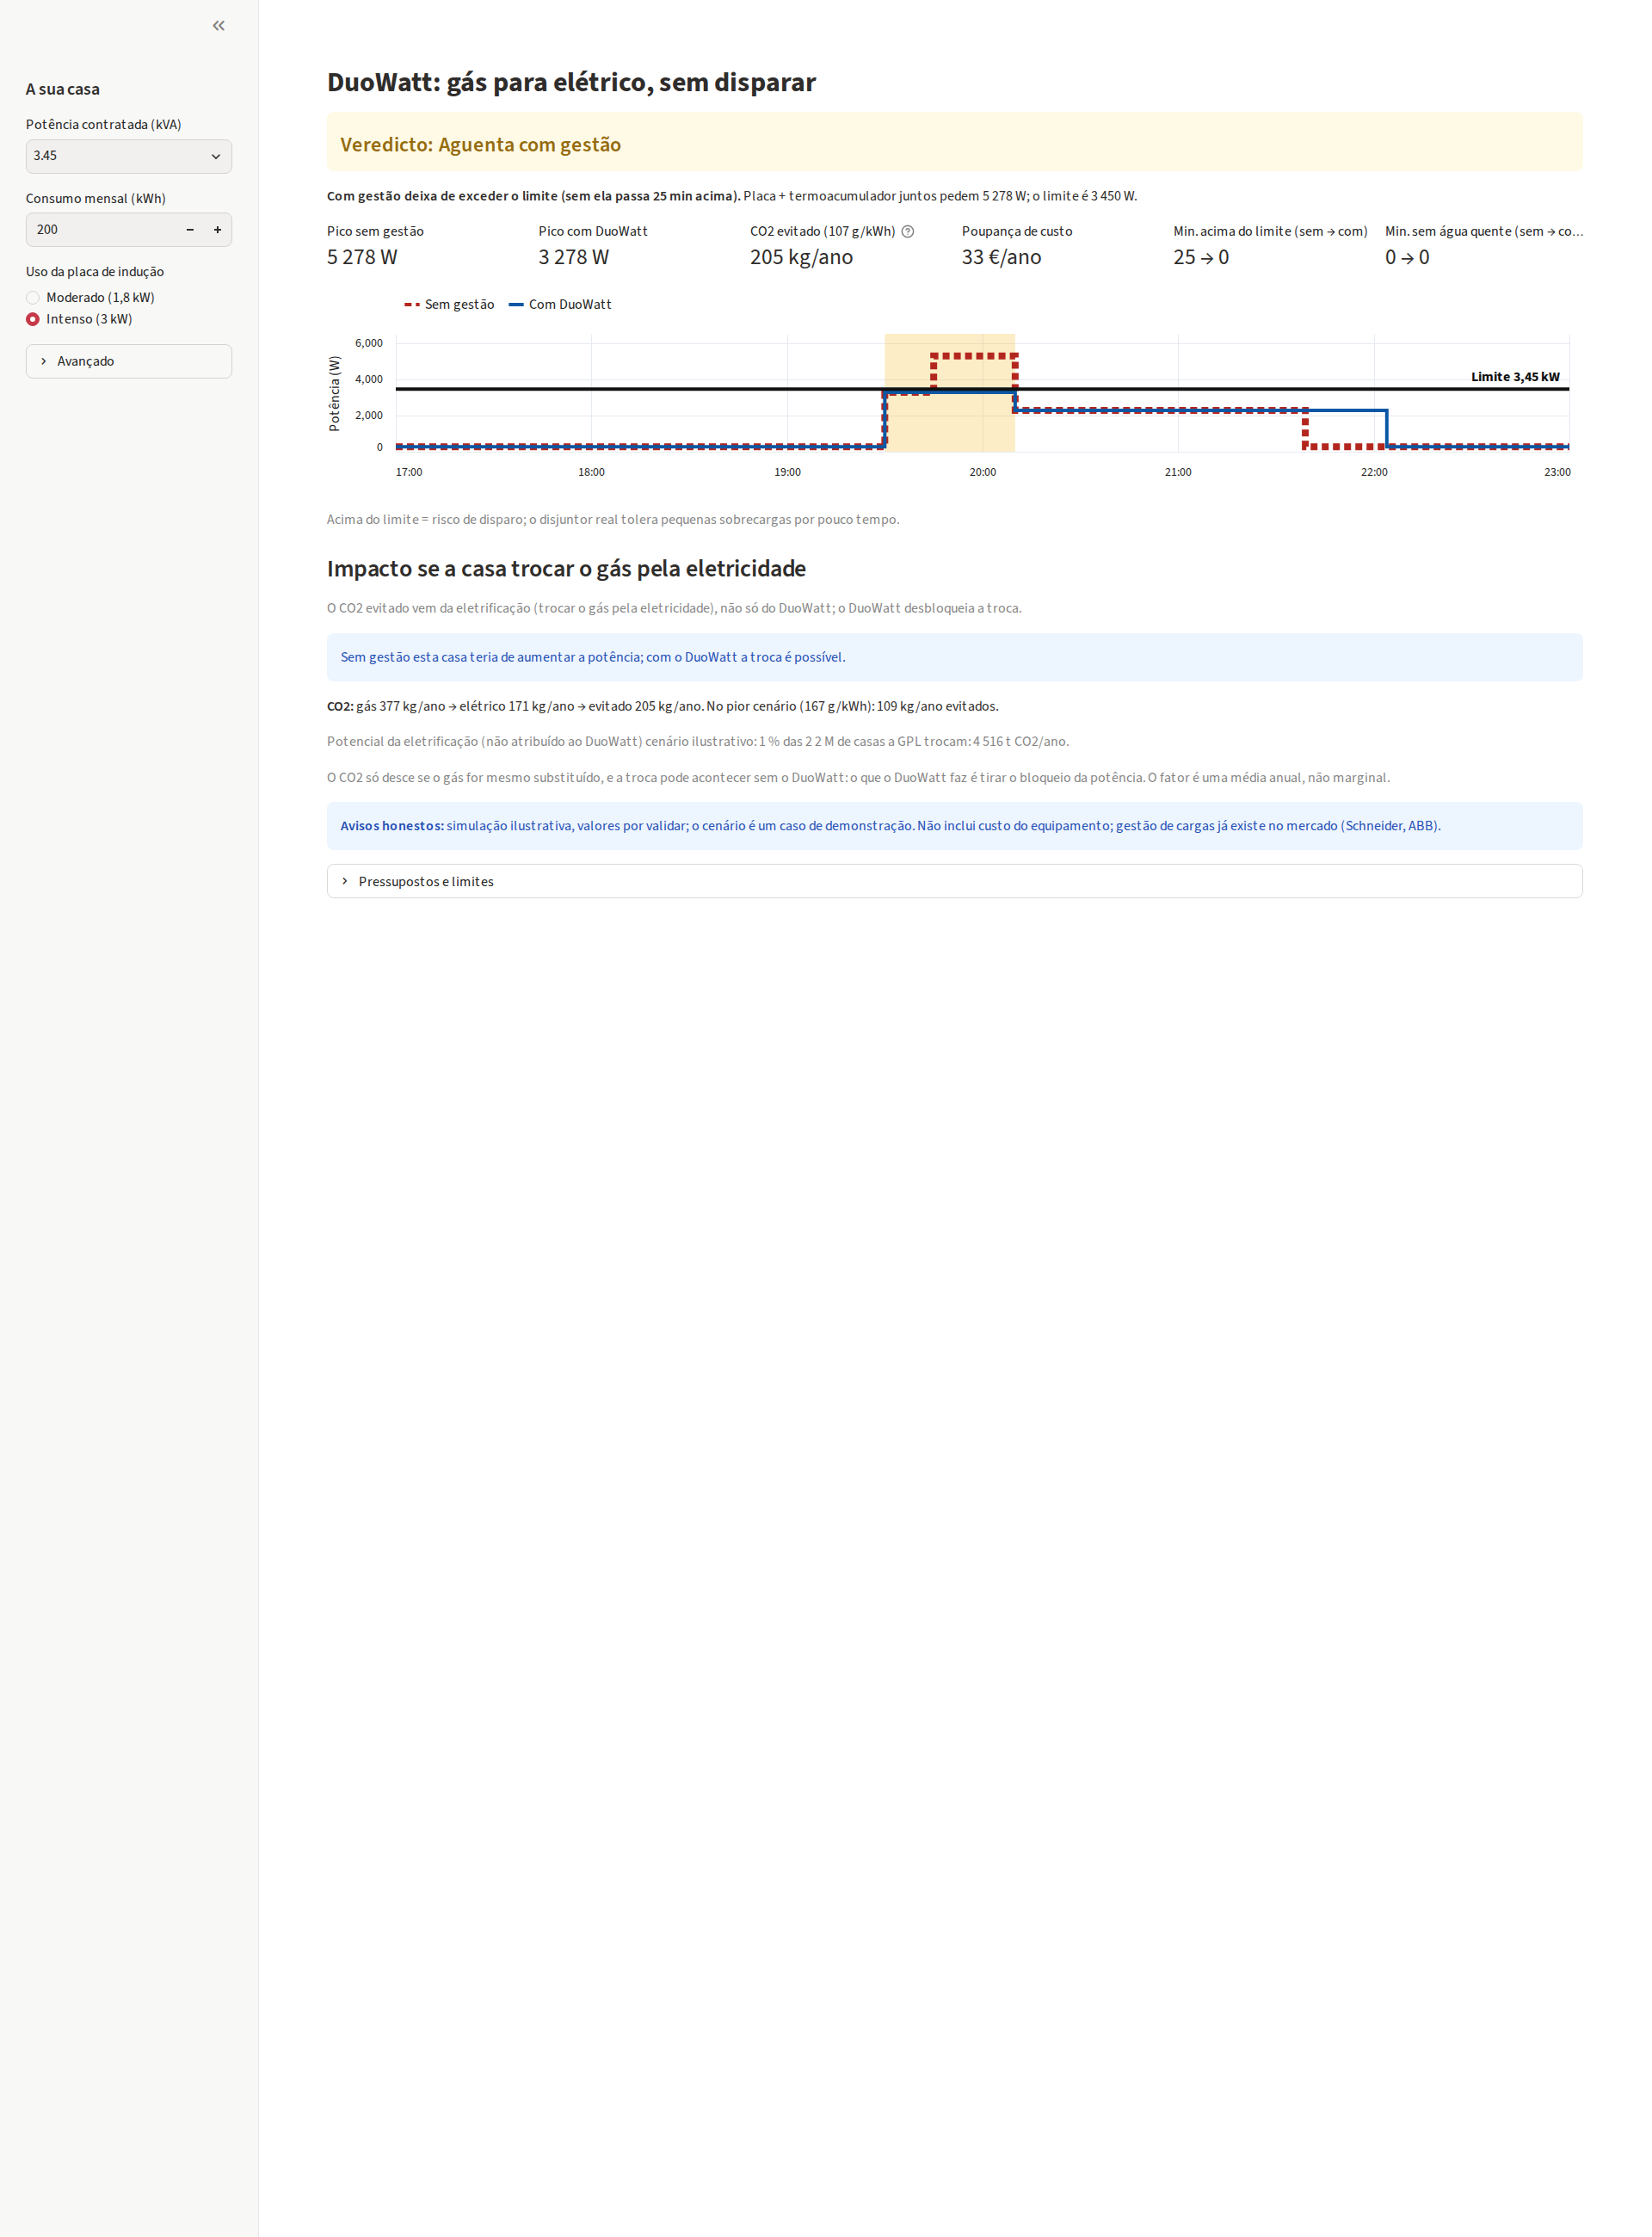 A sua casa
Potência contratada (kVA)
3.45
Consumo mensal (kWh)
200
Uso da placa de indução
Moderado (1,8 kW)
Intenso (3 kW)
Avançado
DuoWatt: gás para elétrico, sem disparar
Veredicto: Aguenta com gestão
Com gestão deixa de exceder o limite (sem ela passa 25 min acima). Placa + termoacumulador juntos pedem 5 278 W; o limite é 3 450 W.
Pico sem gestão
5 278 W
Pico com DuoWatt
3 278 W
CO2 evitado (107 g/kWh)
205 kg/ano
Poupança de custo
33 €/ano
Min. acima do limite (sem → com)
25 → 0
Min. sem água quente (sem → co…
0 → 0
Sem gestão
Com DuoWatt
Potência (W)
6,000
4,000
2,000
0
Limite 3,45 kW
17:00
18:00
19:00
20:00
21:00
22:00
23:00
Acima do limite = risco de disparo; o disjuntor real tolera pequenas sobrecargas por pouco tempo.
Impacto se a casa trocar o gás pela eletricidade
O CO2 evitado vem da eletrificação (trocar o gás pela eletricidade), não só do DuoWatt; o DuoWatt desbloqueia a troca.
Sem gestão esta casa teria de aumentar a potência; com o DuoWatt a troca é possível.
CO2: gás 377 kg/ano → elétrico 171 kg/ano → evitado 205 kg/ano. No pior cenário (167 g/kWh): 109 kg/ano evitados.
Potencial da eletrificação (não atribuído ao DuoWatt) cenário ilustrativo: 1 % das 2 2 M de casas a GPL trocam: 4 516 t CO2/ano.
O CO2 só desce se o gás for mesmo substituído, e a troca pode acontecer sem o DuoWatt: o que o DuoWatt faz é tirar o bloqueio da potência. O fator é uma média anual, não marginal.
Avisos honestos: simulação ilustrativa, valores por validar; o cenário é um caso de demonstração. Não inclui custo do equipamento; gestão de cargas já existe no mercado (Schneider, ABB).
Pressupostos e limites